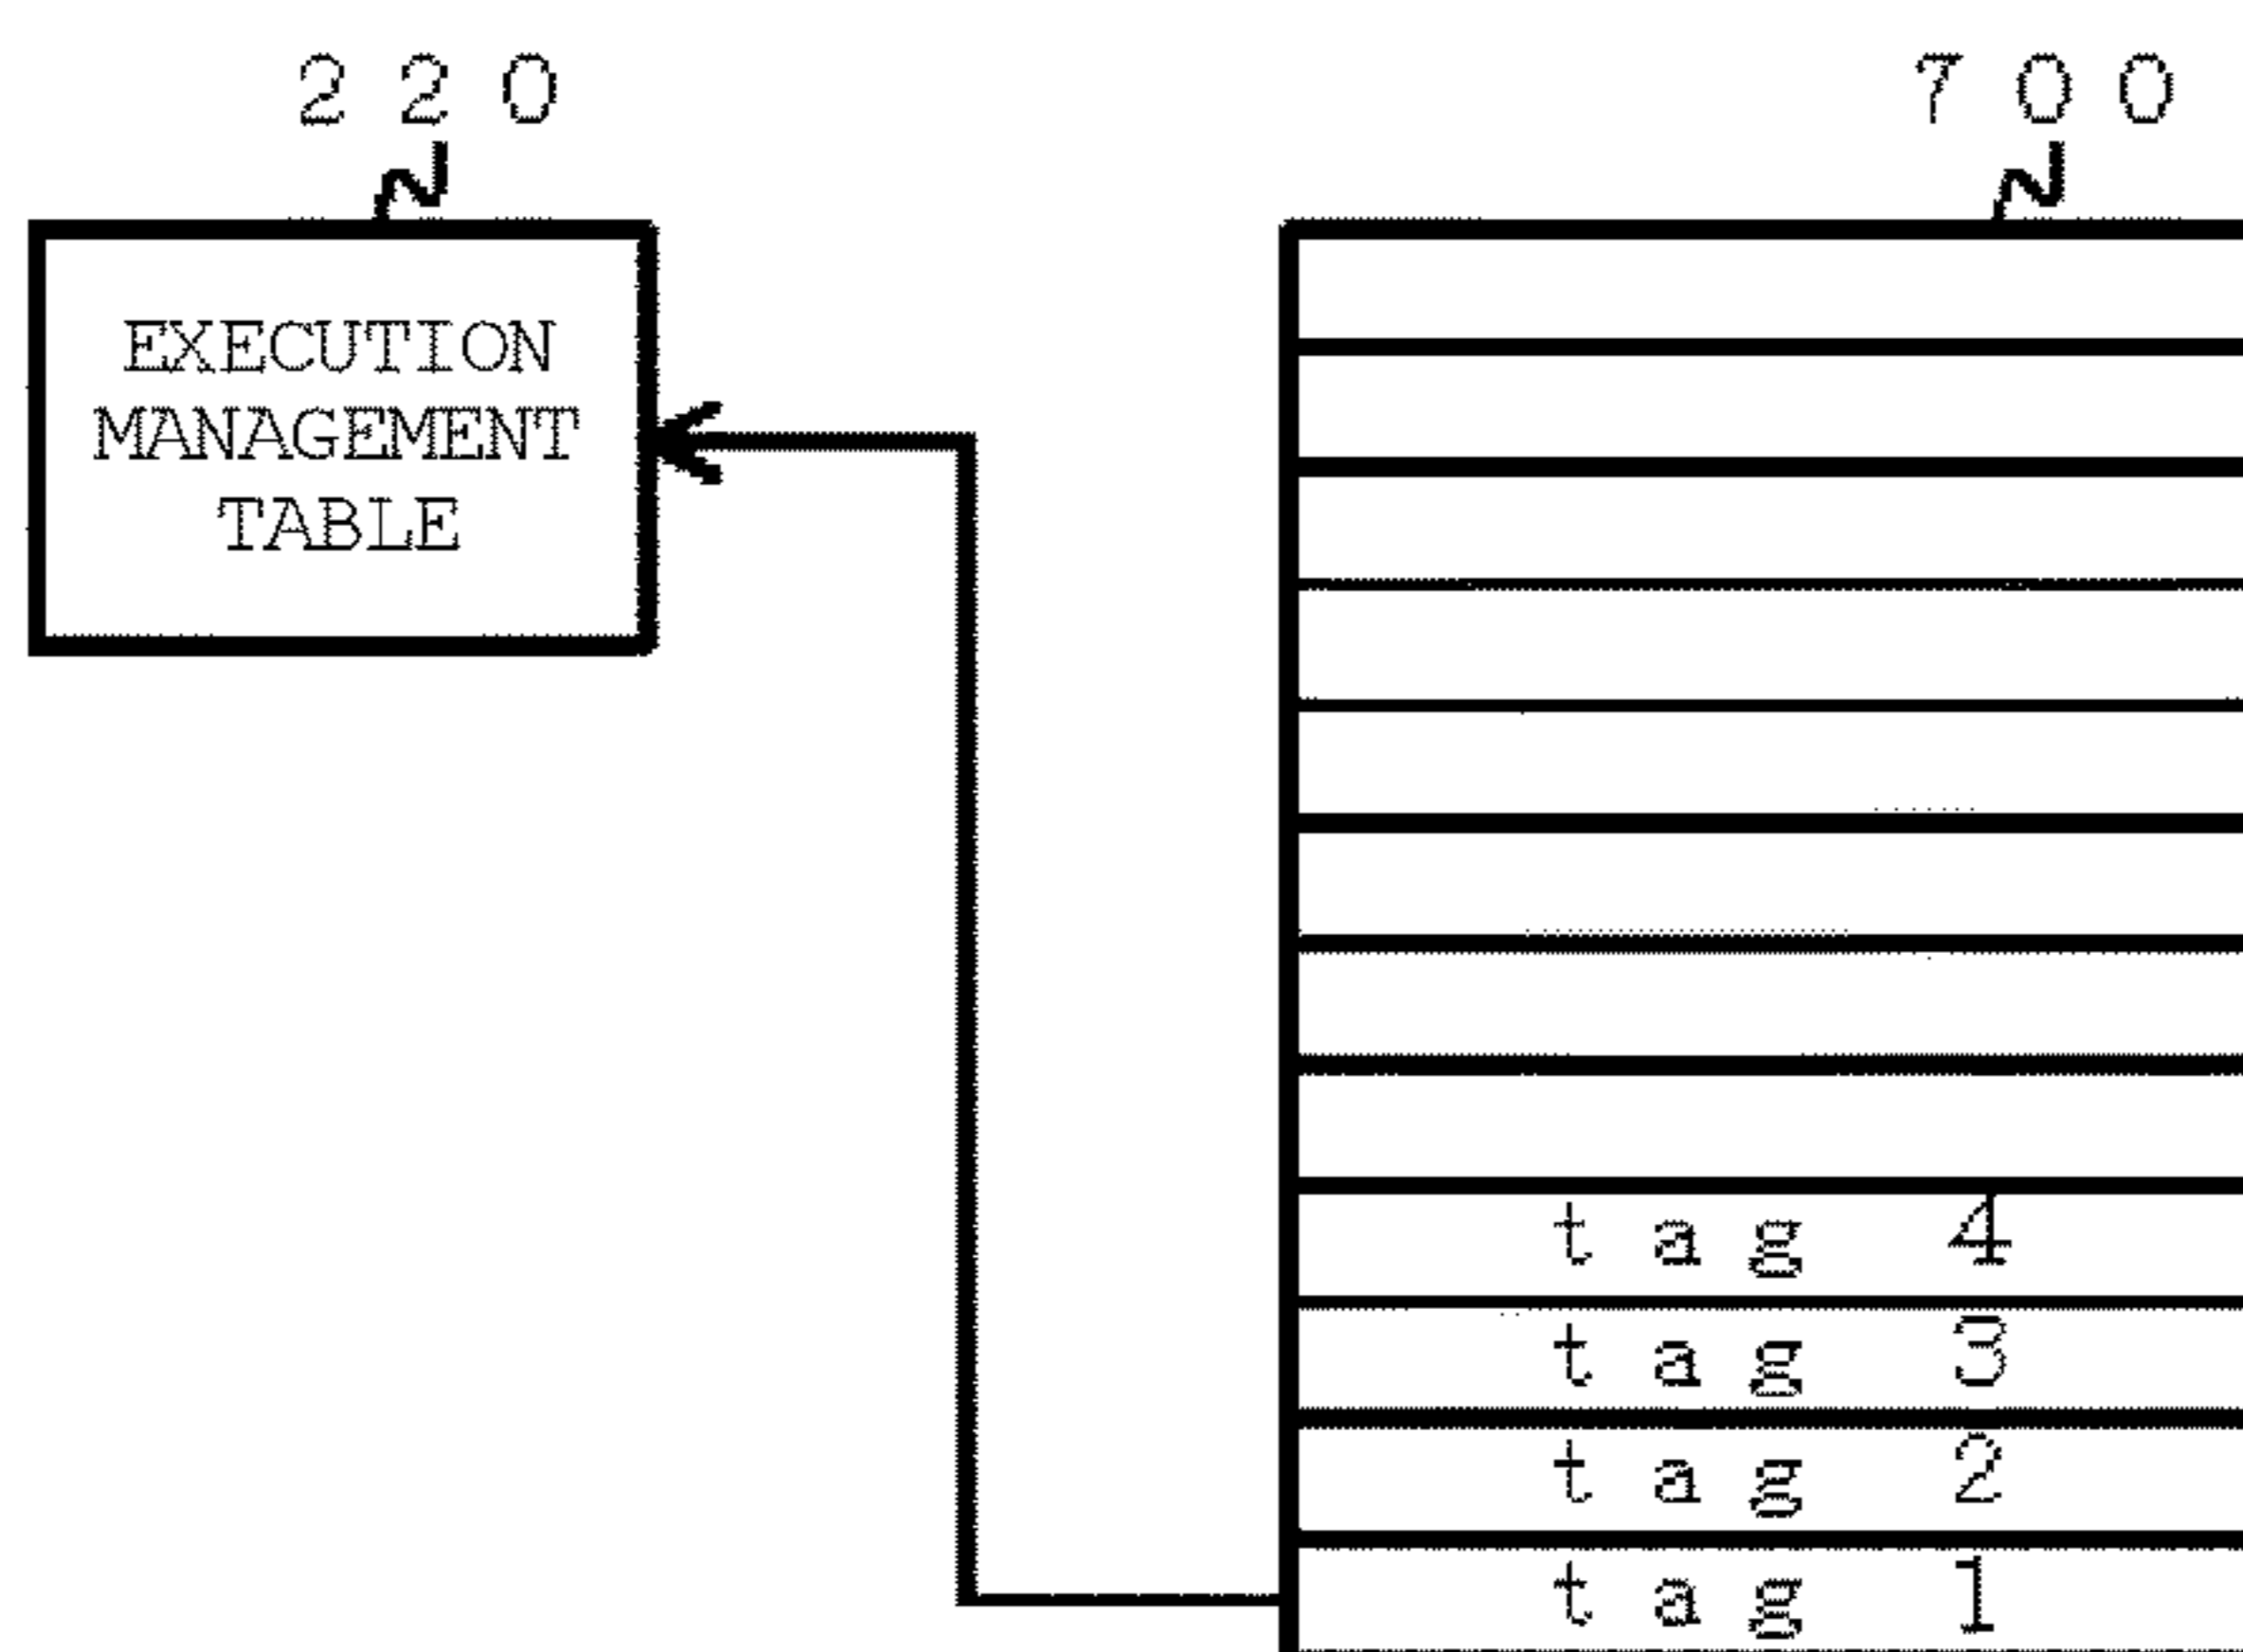 220
700
EXECUTION
MANAGEMENT
TABLE
tag 4
tag 3
tag 2
tag 1